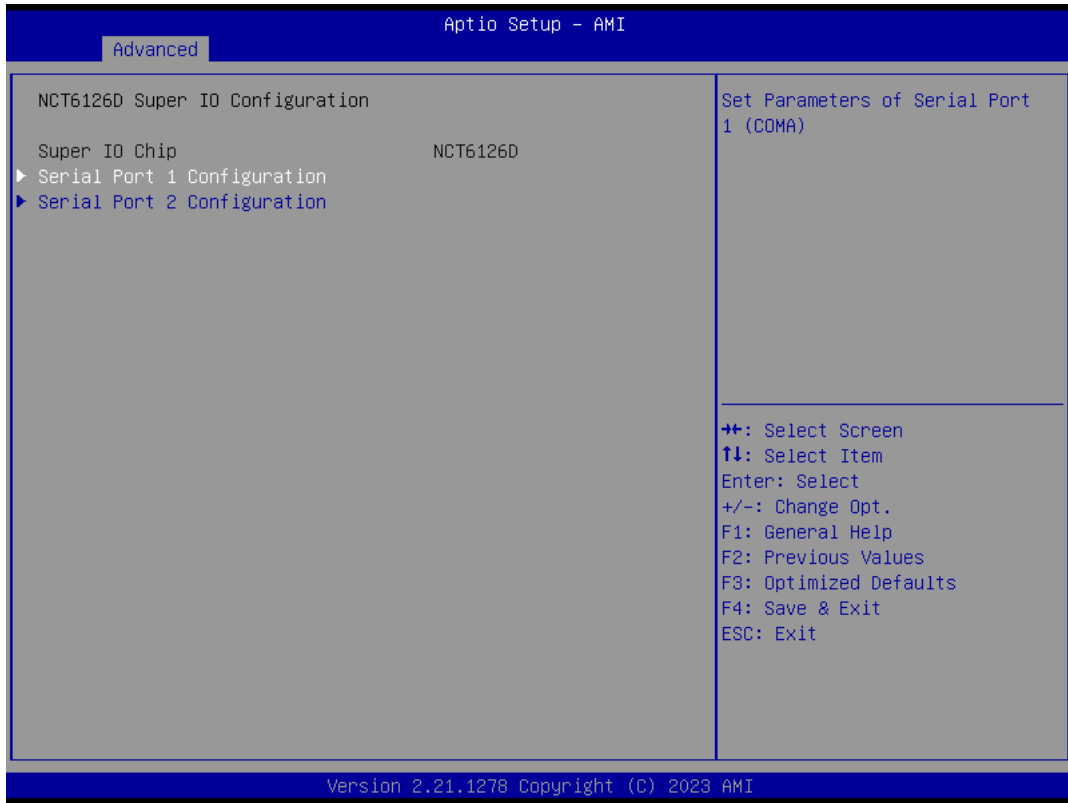 Aptio Setup – AMI
Advanced
NCT6126D Super IO Configuration
Super IO Chip NCT6126D
▶ Serial Port 1 Configuration
▶ Serial Port 2 Configuration
Set Parameters of Serial Port
1 (COMA)
→←: Select Screen
↑↓: Select Item
Enter: Select
+/-: Change Opt.
F1: General Help
F2: Previous Values
F3: Optimized Defaults
F4: Save & Exit
ESC: Exit
Version 2.21.1278 Copyright (C) 2023 AMI